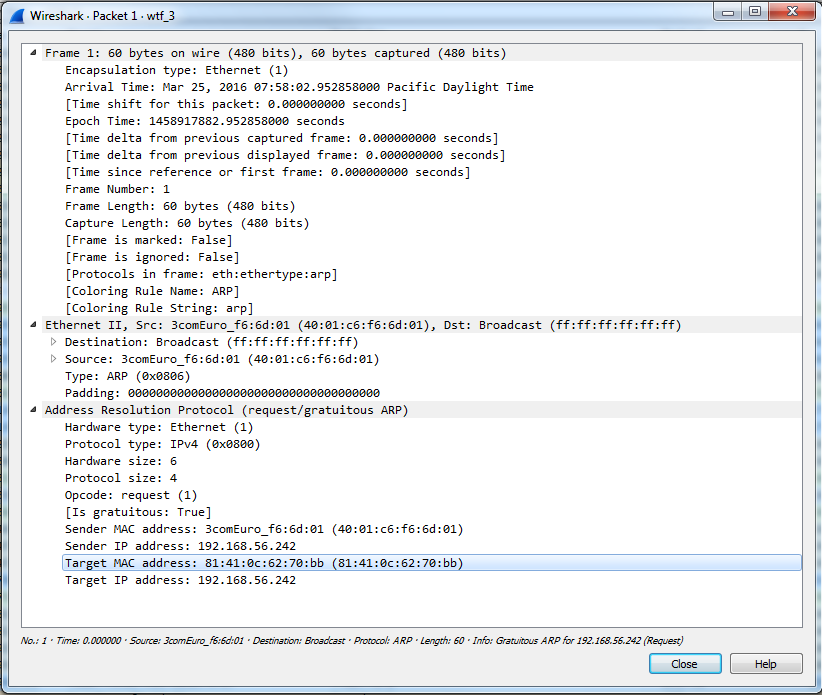 Wireshark · Packet 1 · wtf_3
Frame 1: 60 bytes on wire (480 bits), 60 bytes captured (480 bits)
Encapsulation type: Ethernet (1)
Arrival Time: Mar 25, 2016 07:58:02.952858000 Pacific Daylight Time
[Time shift for this packet: 0.000000000 seconds]
Epoch Time: 1458917882.952858000 seconds
[Time delta from previous captured frame: 0.000000000 seconds]
[Time delta from previous displayed frame: 0.000000000 seconds]
[Time since reference or first frame: 0.000000000 seconds]
Frame Number: 1
Frame Length: 60 bytes (480 bits)
Capture Length: 60 bytes (480 bits)
[Frame is marked: False]
[Frame is ignored: False]
[Protocols in frame: eth:ethertype:arp]
[Coloring Rule Name: ARP]
[Coloring Rule String: arp]
Ethernet II, Src: 3comEuro_f6:6d:01 (40:01:c6:f6:6d:01), Dst: Broadcast (ff:ff:ff:ff:ff:ff)
Destination: Broadcast (ff:ff:ff:ff:ff:ff)
Source: 3comEuro_f6:6d:01 (40:01:c6:f6:6d:01)
Type: ARP (0x0806)
Padding: 000000000000000000000000000000000000
Address Resolution Protocol (request/gratuitous ARP)
Hardware type: Ethernet (1)
Protocol type: IPv4 (0x0800)
Hardware size: 6
Protocol size: 4
Opcode: request (1)
[Is gratuitous: True]
Sender MAC address: 3comEuro_f6:6d:01 (40:01:c6:f6:6d:01)
Sender IP address: 192.168.56.242
Target MAC address: 81:41:0c:62:70:bb (81:41:0c:62:70:bb)
Target IP address: 192.168.56.242
No.: 1 · Time: 0.000000 · Source: 3comEuro_f6:6d:01 · Destination: Broadcast · Protocol: ARP · Length: 60 · Info: Gratuitous ARP for 192.168.56.242 (Request)
Close
Help